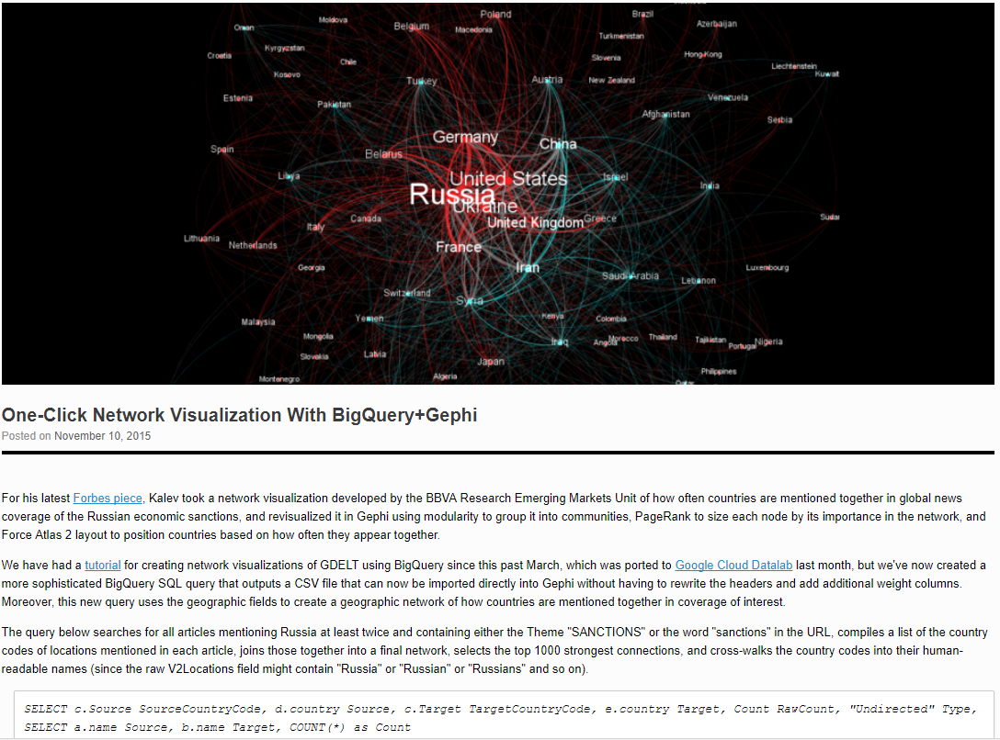 Poland
Brazil
Moldova
Belgium
Azerbaijan
Oman
Macedonia
Turkmenistan
Kyrgyzstan
Croatia
Chile
Slovenia
Hong Kong
Liechtenstein
Kosovo
Kuwait
Turkey
Austria
New Zealand
Estonia
Pakistan
Venezuela
Afghanistan
Serbia
Germany
China
Spain
Belarus
Libya
United States
Israel
India
Russia
Ukraine
Canada
United Kingdom
Greece
Sudan
Italy
Lithuania
Netherlands
France
Georgia
Iran
Luxembourg
Saudi Arabia
Lebanon
Switzerland
Syria
Yemen
Kenya
Colombia
Malaysia
Mongolia
Iraq
Angola
Morocco
Thailand
Tajikistan
Portugal
Nigeria
Slovakia
Latvia
Japan
Philippines
Montenegro
Algeria
Qatar
One-Click Network Visualization With BigQuery+Gephi
Posted on November 10, 2015
For his latest Forbes piece, Kalev took a network visualization developed by the BBVA Research Emerging Markets Unit of how often countries are mentioned together in global news
coverage of the Russian economic sanctions, and revisualized it in Gephi using modularity to group it into communities, PageRank to size each node by its importance in the network, and
Force Atlas 2 layout to position countries based on how often they appear together.
We have had a tutorial for creating network visualizations of GDELT using BigQuery since this past March, which was ported to Google Cloud Datalab last month, but we've now created a
more sophisticated BigQuery SQL query that outputs a CSV file that can now be imported directly into Gephi without having to rewrite the headers and add additional weight columns.
Moreover, this new query uses the geographic fields to create a geographic network of how countries are mentioned together in coverage of interest.
The query below searches for all articles mentioning Russia at least twice and containing either the Theme "SANCTIONS" or the word "sanctions" in the URL, compiles a list of the country
codes of locations mentioned in each article, joins those together into a final network, selects the top 1000 strongest connections, and cross-walks the country codes into their human-
readable names (since the raw V2Locations field might contain "Russia" or "Russian" or "Russians" and so on).
SELECT c.Source SourceCountryCode, d.country Source, c.Target TargetCountryCode, e.country Target, Count RawCount, "Undirected" Type,
SELECT a.name Source, b.name Target, COUNT(*) as Count